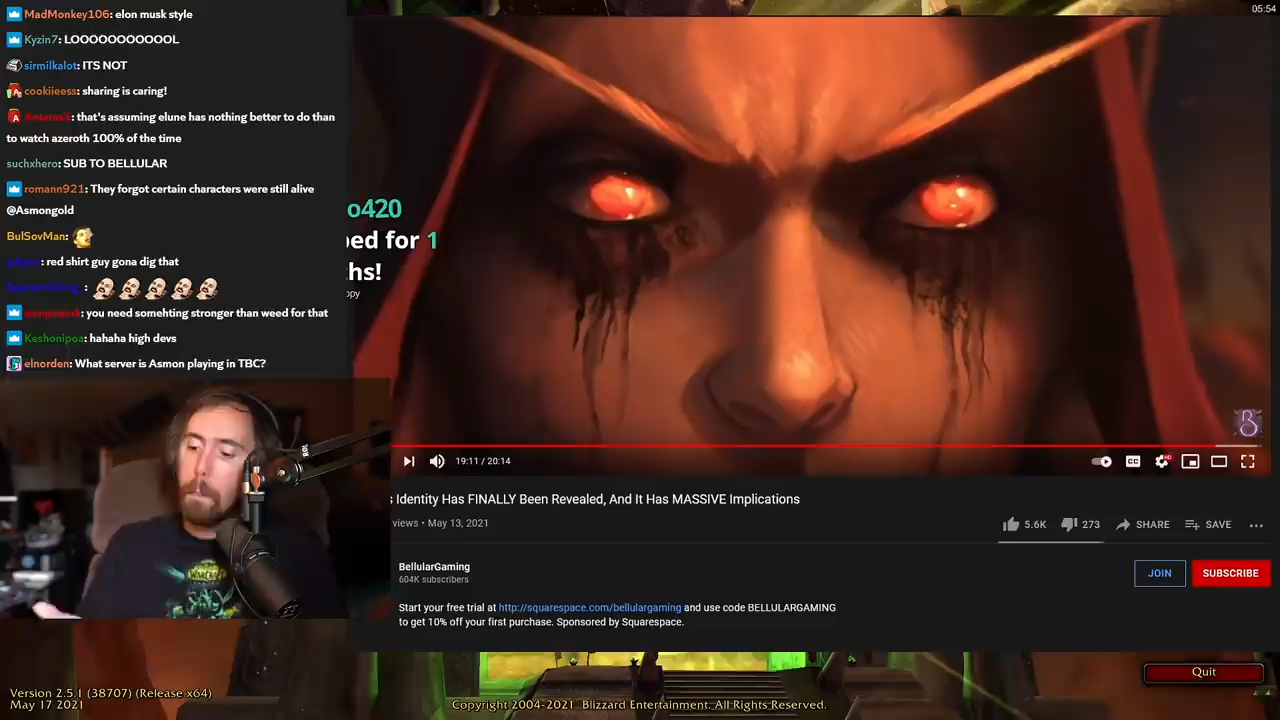 MadMonkey106: elon musk style
Kyzin7: LOOOOOOOOOOL
sirmilkalot: ITS NOT
cookiieess: sharing is caring!
AntaresX: that's assuming elune has nothing better to do than
to watch azeroth 100% of the time
suchxhero: SUB TO BELLULAR
romann921: They forgot certain characters were still alive
@Asmongold
BulSovMan:
: red shirt guy gona dig that
SpartanViking_:
: you need somehting stronger than weed for that
Keshonipoa: hahaha high devs
elnorden: What server is Asmon playing in TBC?
05:54
o420
ed for 1
hs!
ppy
19:11 / 20:14
CC
HD
s Identity Has FINALLY Been Revealed, And It Has MASSIVE Implications
views • May 13, 2021
5.6K
273
SHARE
SAVE
BellularGaming
604K subscribers
JOIN
SUBSCRIBE
Start your free trial at http://squarespace.com/bellulargaming and use code BELLULARGAMING
to get 10% off your first purchase. Sponsored by Squarespace.
Quit
Version 2.5.1 (38707) (Release x64)
May 17 2021
Copyright 2004-2021 Blizzard Entertainment. All Rights Reserved.